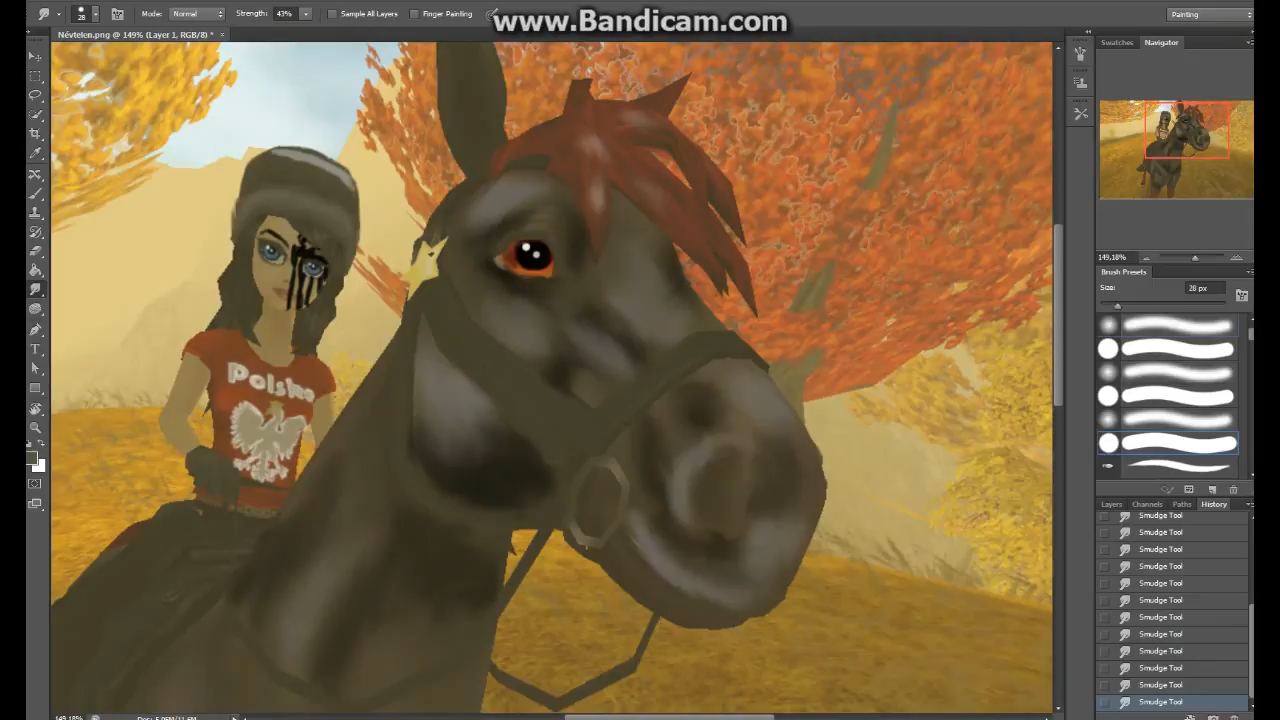 www.Bandicam.com
28
Mode:
Normal
Strength:
43%
Sample All Layers
Finger Painting
Painting
Névtelen.png @ 149% (Layer 1, RGB/8) *
Swatches
Navigator
149,18%
Brush Presets
Size:
28 px
Polska
Layers
Channels
Paths
History
Smudge Tool
Smudge Tool
Smudge Tool
Smudge Tool
Smudge Tool
Smudge Tool
Smudge Tool
Smudge Tool
Smudge Tool
Smudge Tool
Smudge Tool
Smudge Tool
149,18%